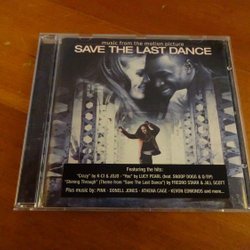 music from the motion picture
SAVE THE LAST DANCE
Featuring the hits:
"Crazy" by K-CI & JOJO · "You" by LUCY PEARL (feat. SNOOP DOGG & Q-TIP)
"Shining Through" (Theme from "Save The Last Dance") by FREDRO STARR & JILL SCOTT
Plus music by: PINK · DONELL JONES · ATHENA CAGE · KEVON EDMONDS and more...